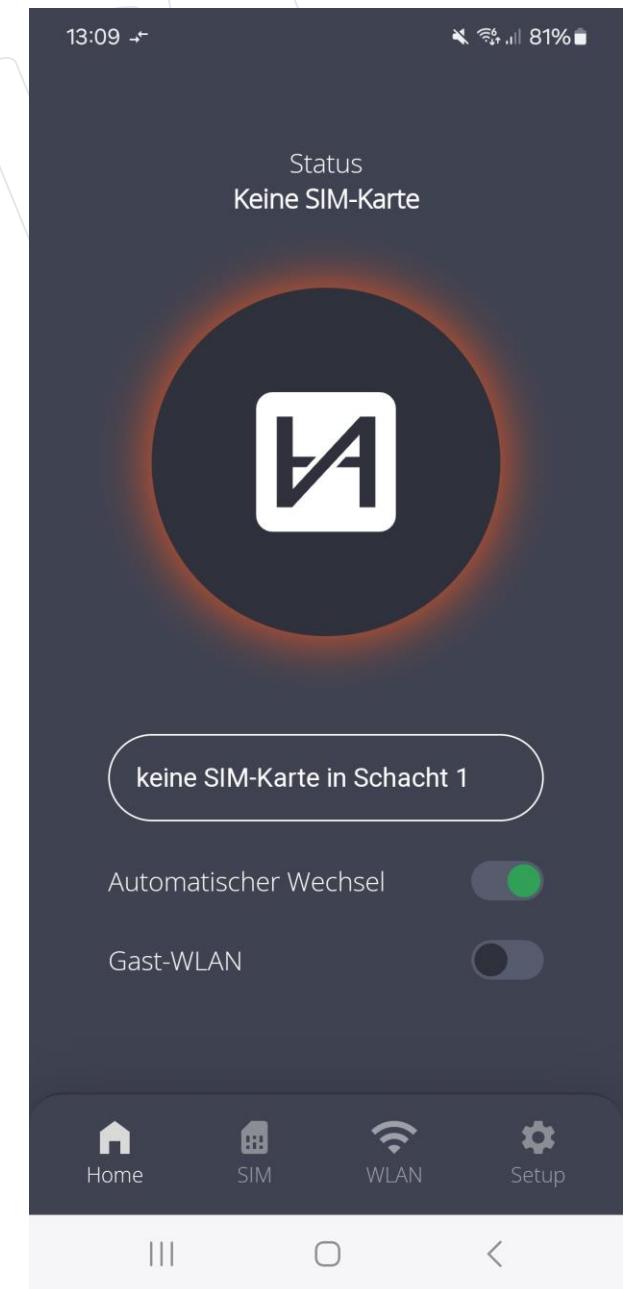 13:09
81%
Status
Keine SIM-Karte
keine SIM-Karte in Schacht 1
Automatischer Wechsel
Gast-WLAN
Home SIM WLAN Setup